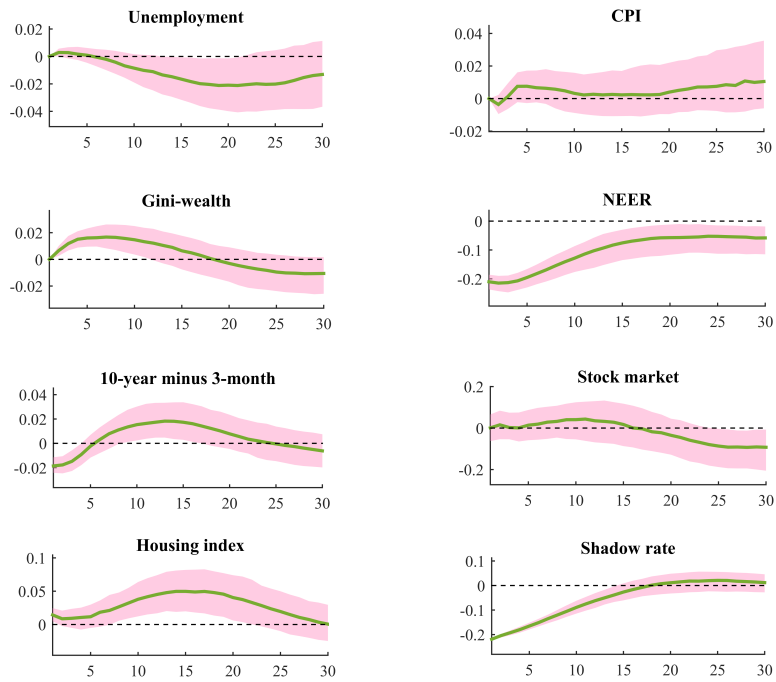 Unemployment
0.02
0
-0.02
-0.04
5 10 15 20 25 30
CPI
0.04
0.02
0
-0.02
5 10 15 20 25 30
Gini-wealth
0.02
0
-0.02
5 10 15 20 25 30
NEER
0
-0.1
-0.2
5 10 15 20 25 30
10-year minus 3-month
0.04
0.02
0
-0.02
5 10 15 20 25 30
Stock market
0.2
0
-0.2
5 10 15 20 25 30
Housing index
0.1
0.05
0
5 10 15 20 25 30
Shadow rate
0.1
0
-0.1
-0.2
5 10 15 20 25 30